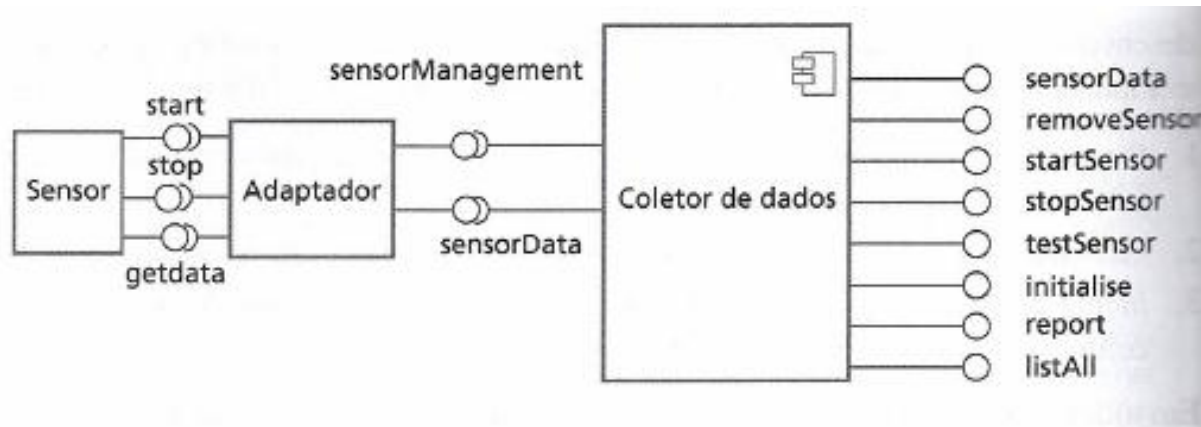 sensorManagement
start
stop
getdata
Sensor
Adaptador
sensorData
Coletor de dados
sensorData
removeSensor
startSensor
stopSensor
testSensor
initialise
report
listAll